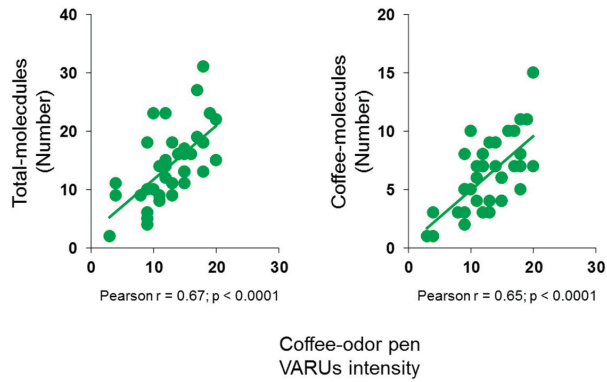 Total-molecdules
(Number)
40
30
20
10
0
0 10 20 30
Pearson r = 0.67; p < 0.0001
Coffee-molecules
(Number)
20
15
10
5
0
0 10 20 30
Pearson r = 0.65; p < 0.0001
Coffee-odor pen
VARUs intensity